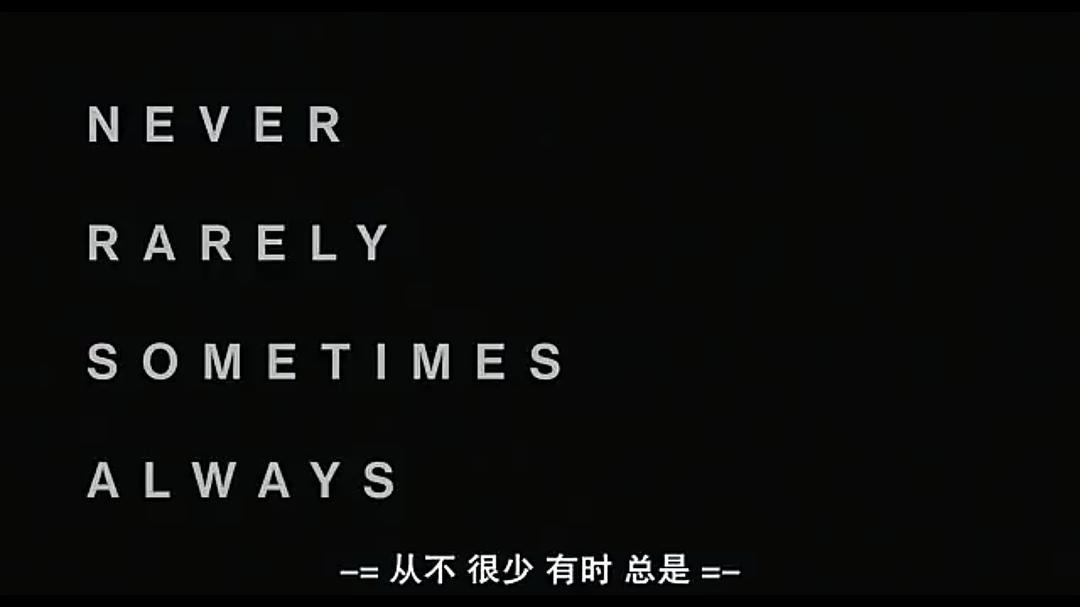 NEVER
RARELY
SOMETIMES
ALWAYS
–= 从不 很少 有时 总是 =–